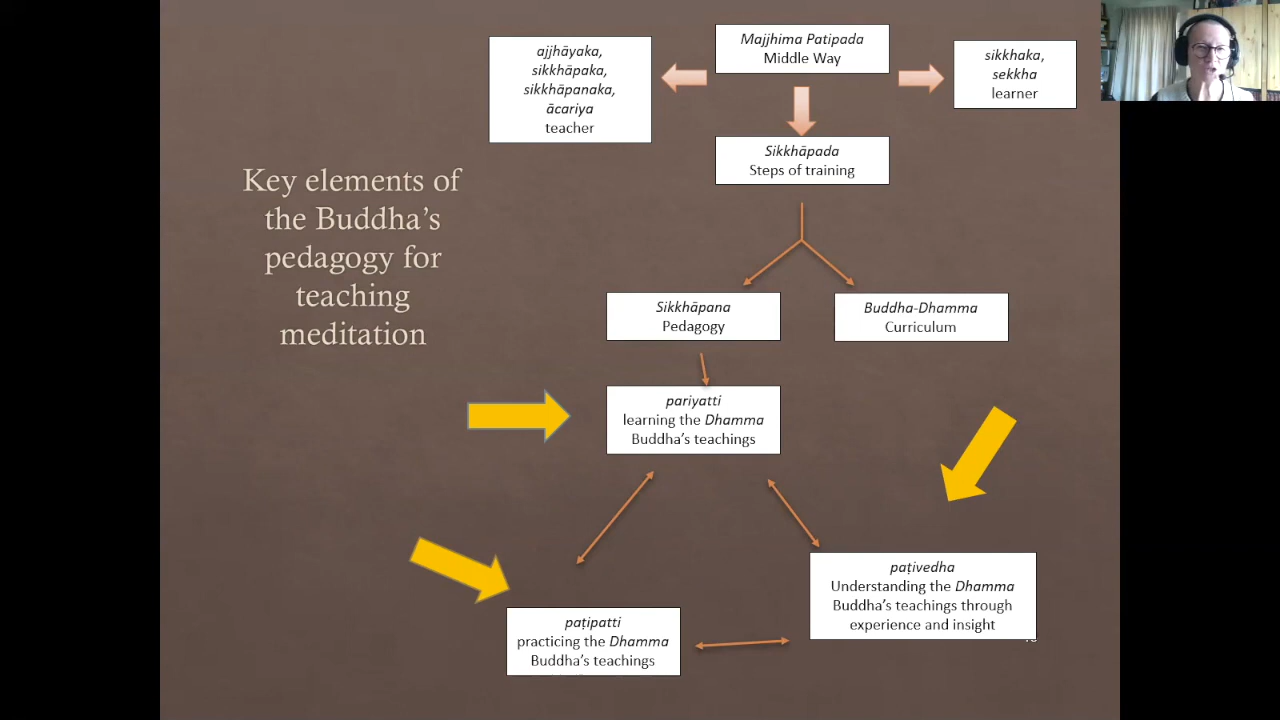 Key elements of
the Buddha’s
pedagogy for
teaching
meditation
ajjhāyaka,
sikkhāpaka,
sikkhāpanaka,
ācariya
teacher
Majjhima Patipada
Middle Way
sikkhaka,
sekkha
learner
Sikkhāpada
Steps of training
Sikkhāpana
Pedagogy
Buddha-Dhamma
Curriculum
pariyatti
learning the Dhamma
Buddha’s teachings
paṭipatti
practicing the Dhamma
Buddha’s teachings
paṭivedha
Understanding the Dhamma
Buddha’s teachings through
experience and insight